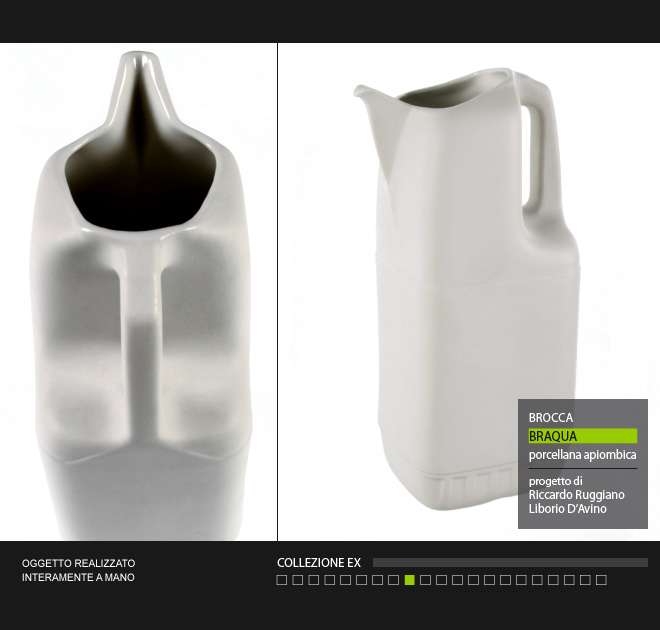 BROCCA
BRAQUA
porcellana apiombica
progetto di
Riccardo Ruggiano
Liborio D'Avino
OGGETTO REALIZZATO
INTERAMENTE A MANO
COLLEZIONE EX